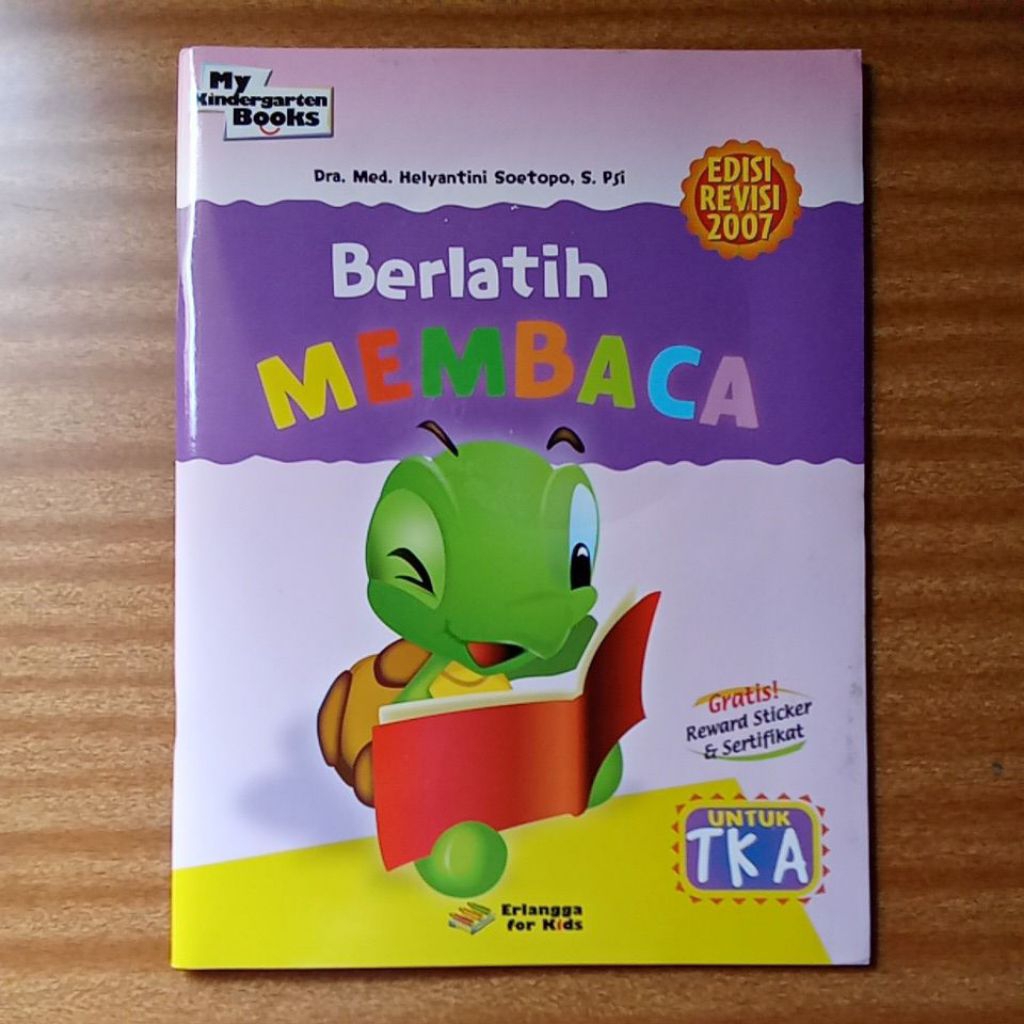 My
Kindergarten
Books
Dra. Med. Helyantini Soetopo, S. Psi
EDISI
REVISI
2007
Berlatih
MEMBACA
Gratis!
Reward Sticker
& Sertifikat
UNTUK
TK A
Erlangga
for Kids